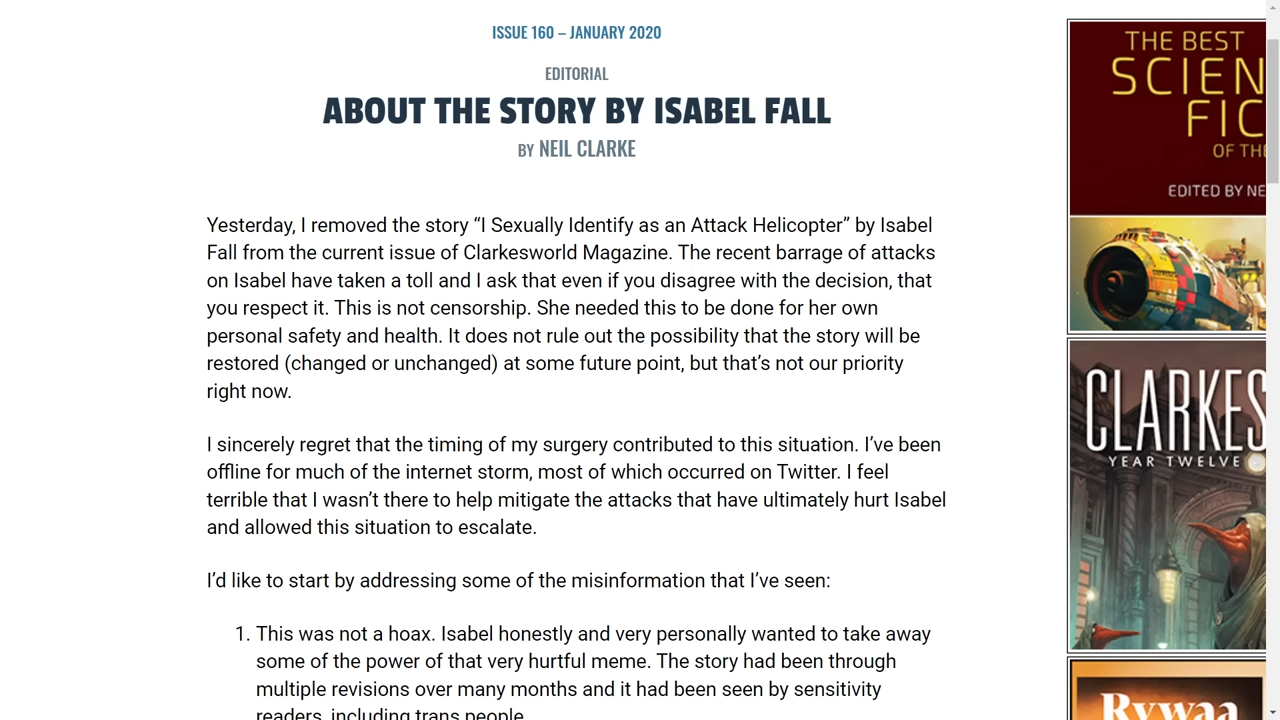 ISSUE 160 – JANUARY 2020
EDITORIAL
ABOUT THE STORY BY ISABEL FALL
BY NEIL CLARKE
Yesterday, I removed the story “I Sexually Identify as an Attack Helicopter” by Isabel
Fall from the current issue of Clarkesworld Magazine. The recent barrage of attacks
on Isabel have taken a toll and I ask that even if you disagree with the decision, that
you respect it. This is not censorship. She needed this to be done for her own
personal safety and health. It does not rule out the possibility that the story will be
restored (changed or unchanged) at some future point, but that’s not our priority
right now.
I sincerely regret that the timing of my surgery contributed to this situation. I’ve been
offline for much of the internet storm, most of which occurred on Twitter. I feel
terrible that I wasn’t there to help mitigate the attacks that have ultimately hurt Isabel
and allowed this situation to escalate.
I’d like to start by addressing some of the misinformation that I’ve seen:
1. This was not a hoax. Isabel honestly and very personally wanted to take away
some of the power of that very hurtful meme. The story had been through
multiple revisions over many months and it had been seen by sensitivity
readers, including trans people.
THE BEST
SCIEN
FIC
OF THE
EDITED BY NE
CLARKES
YEAR TWELVE
Rywaa